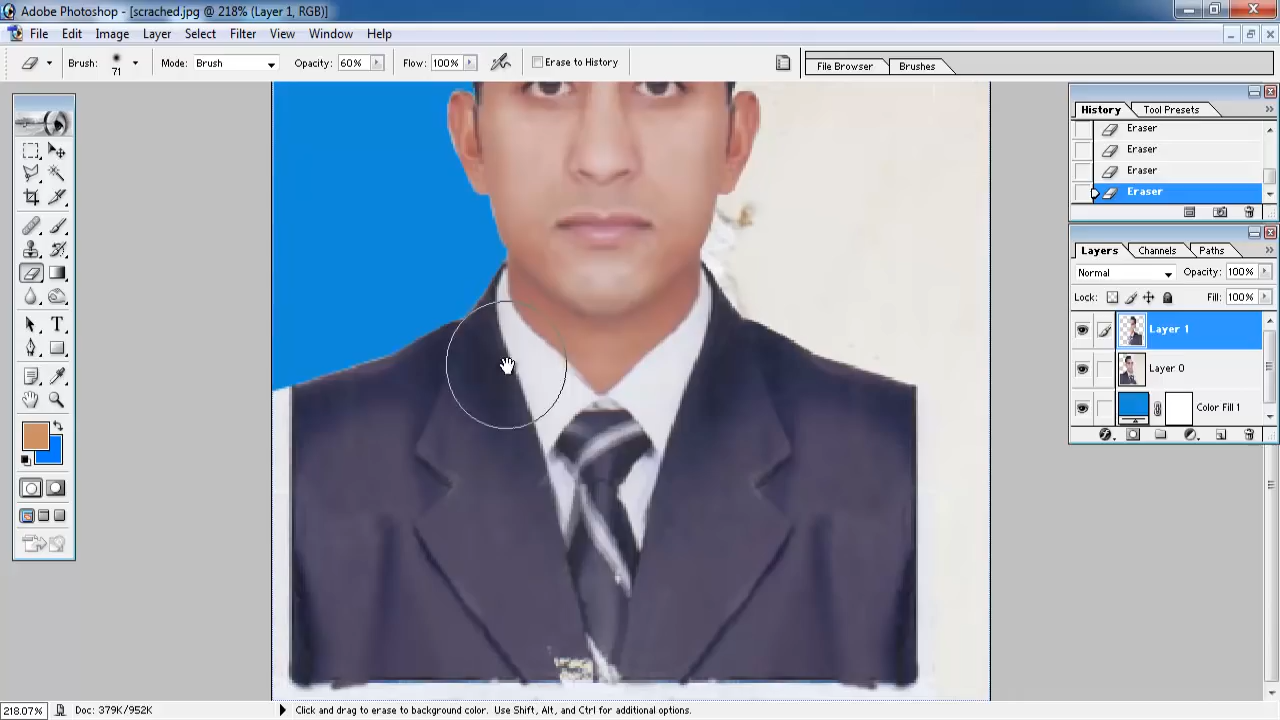 Adobe Photoshop - [scrached.jpg @ 218% (Layer 1, RGB)]
File Edit Image Layer Select Filter View Window Help
Brush: 71 Mode: Brush Opacity: 60% Flow: 100% Erase to History File Browser Brushes
History Tool Presets
Eraser
Eraser
Eraser
Eraser
Layers Channels Paths
Normal Opacity: 100%
Lock: Fill: 100%
Layer 1
Layer 0
Color Fill 1
218.07% Doc: 379K/952K Click and drag to erase to background color. Use Shift, Alt, and Ctrl for additional options.